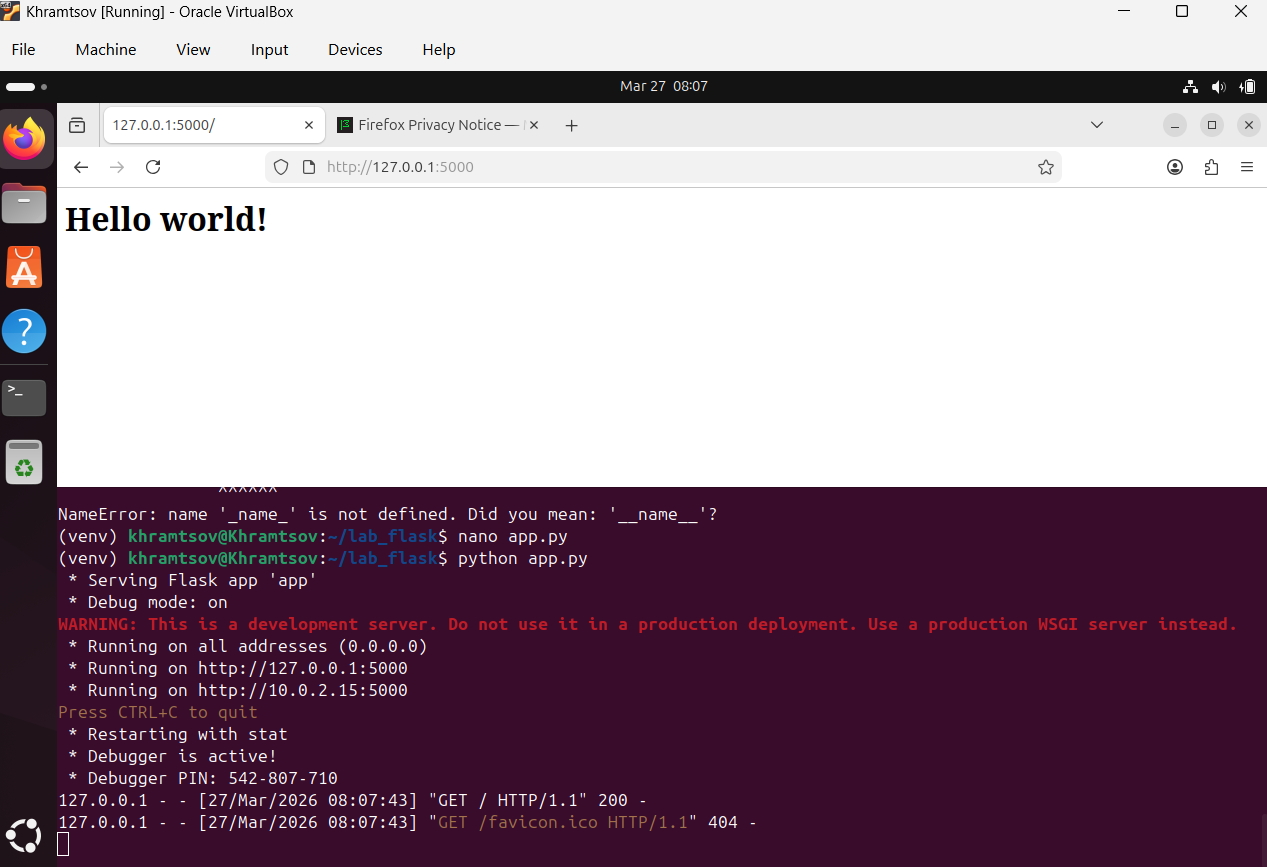 Khramtsov [Running] - Oracle VirtualBox
File Machine View Input Devices Help
Mar 27 08:07
127.0.0.1:5000/ Firefox Privacy Notice —
http://127.0.0.1:5000
Hello world!
^^^^^^
NameError: name '_name_' is not defined. Did you mean: '__name__'?
(venv) khramtsov@Khramtsov:~/lab_flask$ nano app.py
(venv) khramtsov@Khramtsov:~/lab_flask$ python app.py
* Serving Flask app 'app'
* Debug mode: on
WARNING: This is a development server. Do not use it in a production deployment. Use a production WSGI server instead.
* Running on all addresses (0.0.0.0)
* Running on http://127.0.0.1:5000
* Running on http://10.0.2.15:5000
Press CTRL+C to quit
* Restarting with stat
* Debugger is active!
* Debugger PIN: 542-807-710
127.0.0.1 - - [27/Mar/2026 08:07:43] "GET / HTTP/1.1" 200 -
127.0.0.1 - - [27/Mar/2026 08:07:43] "GET /favicon.ico HTTP/1.1" 404 -